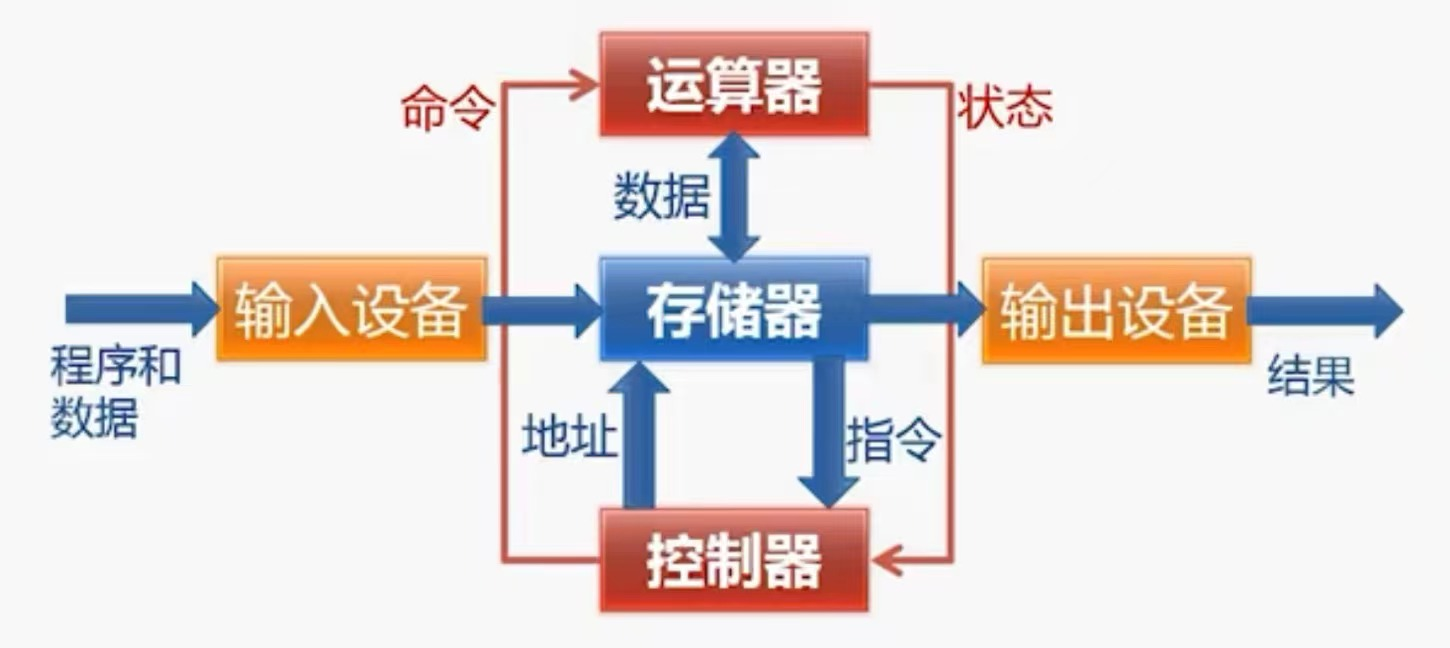 运算器
命令
状态
数据
输入设备
存储器
输出设备
程序和
数据
结果
地址
指令
控制器